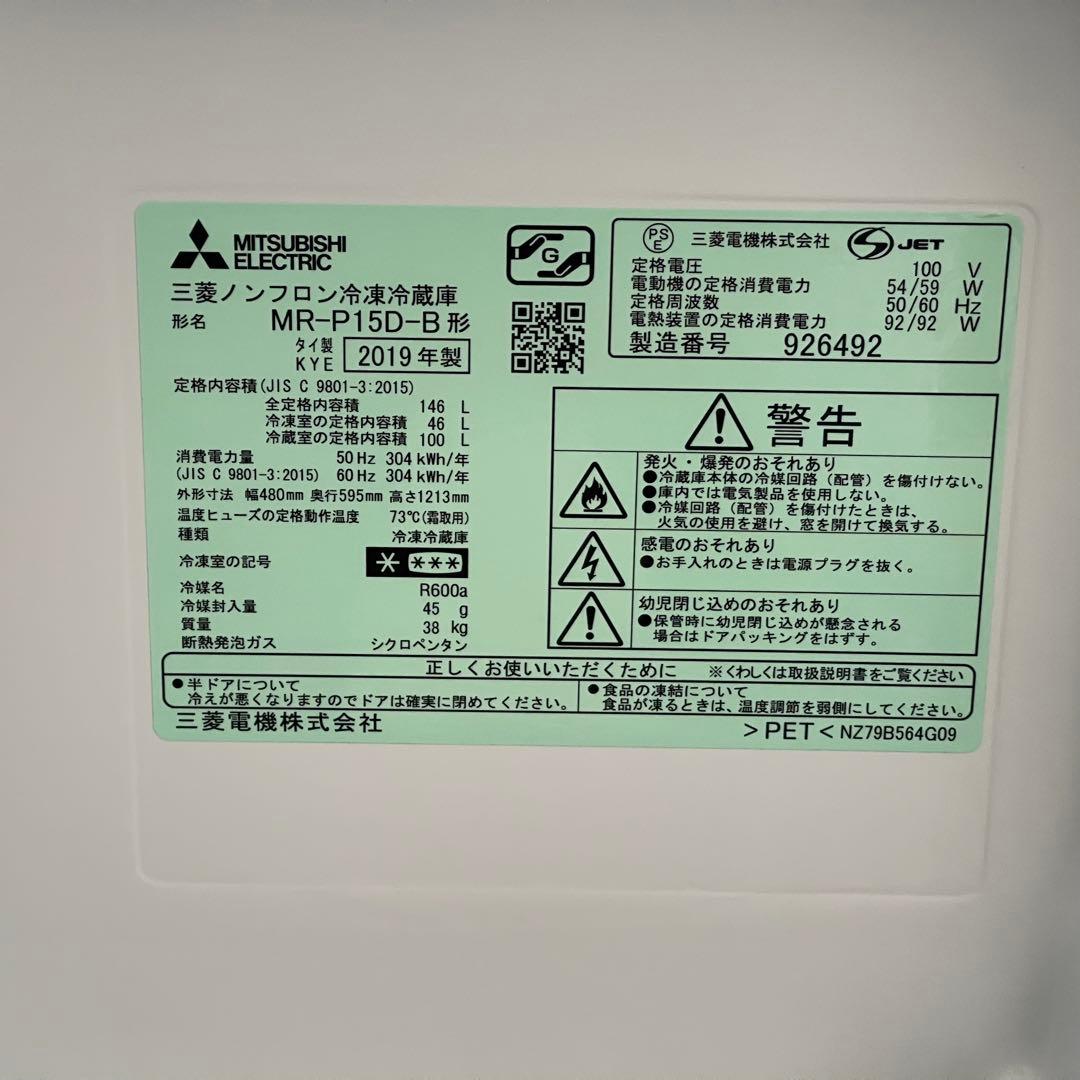 MITSUBISHI
ELECTRIC
G
三菱ノンフロン冷凍冷蔵庫
形名 MR-P15D-B 形
タイ製
KYE 2019 年製
定格内容積(JIS C 9801-3:2015)
全定格内容積 146 L
冷凍室の定格内容積 46 L
冷蔵室の定格内容積 100 L
消費電力量 50 Hz 304 kWh/年
(JIS C 9801-3:2015) 60 Hz 304 kWh/年
外形寸法 幅480mm 奥行595mm 高さ1213mm
温度ヒューズの定格動作温度 73℃(霜取用)
種類 冷凍冷蔵庫
冷凍室の記号 * ***
冷媒名 R600a
冷媒封入量 45 g
質量 38 kg
断熱発泡ガス シクロペンタン
PS
E 三菱電機株式会社 S JET
定格電圧 100 V
電動機の定格消費電力 54/59 W
定格周波数 50/60 Hz
電熱装置の定格消費電力 92/92 W
製造番号 926492
警告
発火・爆発のおそれあり
●冷蔵庫本体の冷媒回路（配管）を傷付けない。
●庫内では電気製品を使用しない。
●冷媒回路（配管）を傷付けたときは、
火気の使用を避け、窓を開けて換気する。
感電のおそれあり
●お手入れのときは電源プラグを抜く。
幼児閉じ込めのおそれあり
●保管時に幼児閉じ込めが懸念される
場合はドアパッキングをはずす。
正しくお使いいただくために ※くわしくは取扱説明書をご覧ください
●半ドアについて
冷えが悪くなりますのでドアは確実に閉めてください。
●食品の凍結について
食品が凍るときは、温度調節を弱側にしてください。
三菱電機株式会社
>PET< NZ79B564G09